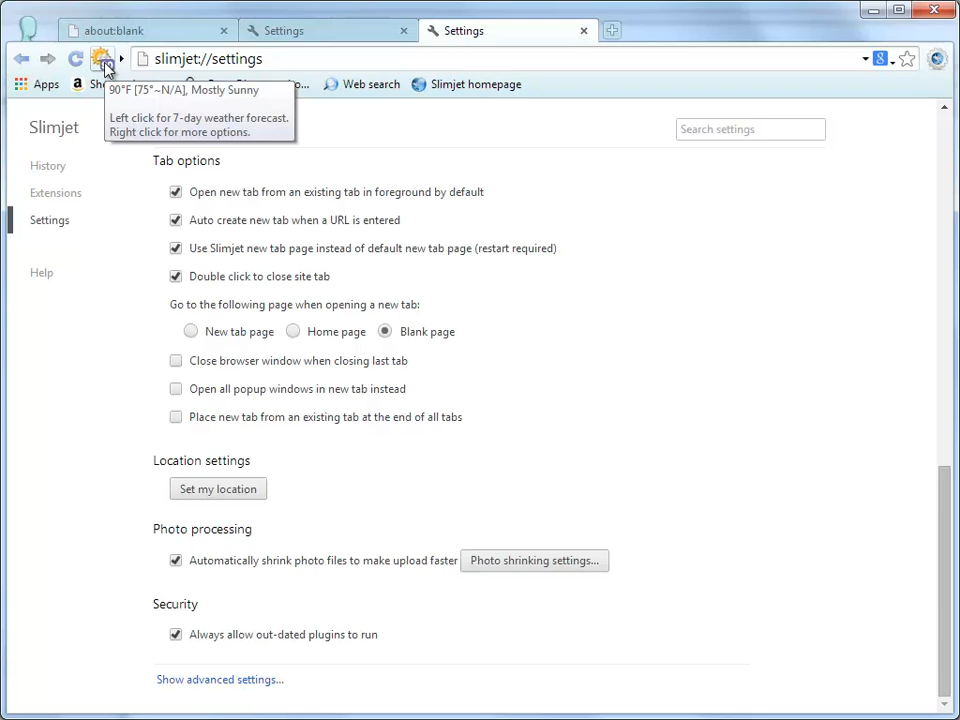 about:blank
Settings
Settings
slimjet://settings
Apps
Web search
Slimjet homepage
90°F [75°~N/A], Mostly Sunny
Left click for 7-day weather forecast.
Right click for more options.
Slimjet
Search settings
History
Extensions
Settings
Help
Tab options
Open new tab from an existing tab in foreground by default
Auto create new tab when a URL is entered
Use Slimjet new tab page instead of default new tab page (restart required)
Double click to close site tab
Go to the following page when opening a new tab:
New tab page Home page Blank page
Close browser window when closing last tab
Open all popup windows in new tab instead
Place new tab from an existing tab at the end of all tabs
Location settings
Set my location
Photo processing
Automatically shrink photo files to make upload faster Photo shrinking settings...
Security
Always allow out-dated plugins to run
Show advanced settings...